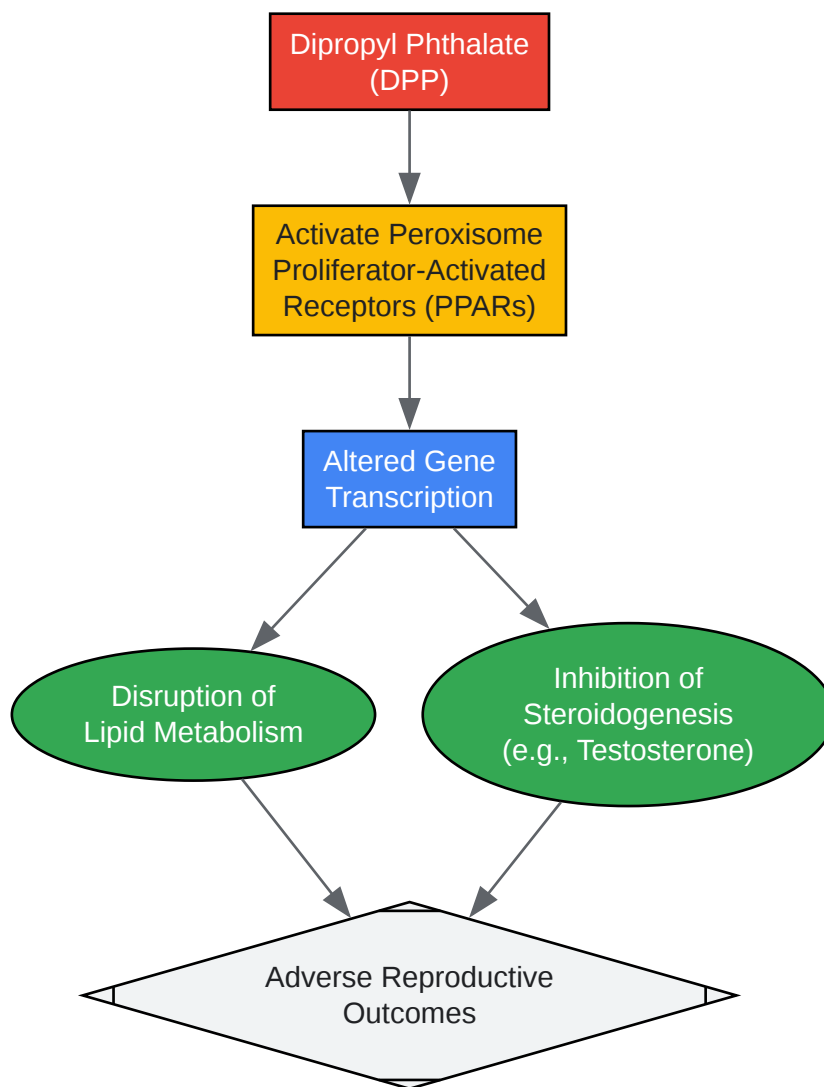 Dipropyl Phthalate
(DPP)
Activate Peroxisome
Proliferator-Activated
Receptors (PPARs)
Altered Gene
Transcription
Disruption of
Lipid Metabolism
Inhibition of
Steroidogenesis
(e.g., Testosterone)
Adverse Reproductive
Outcomes